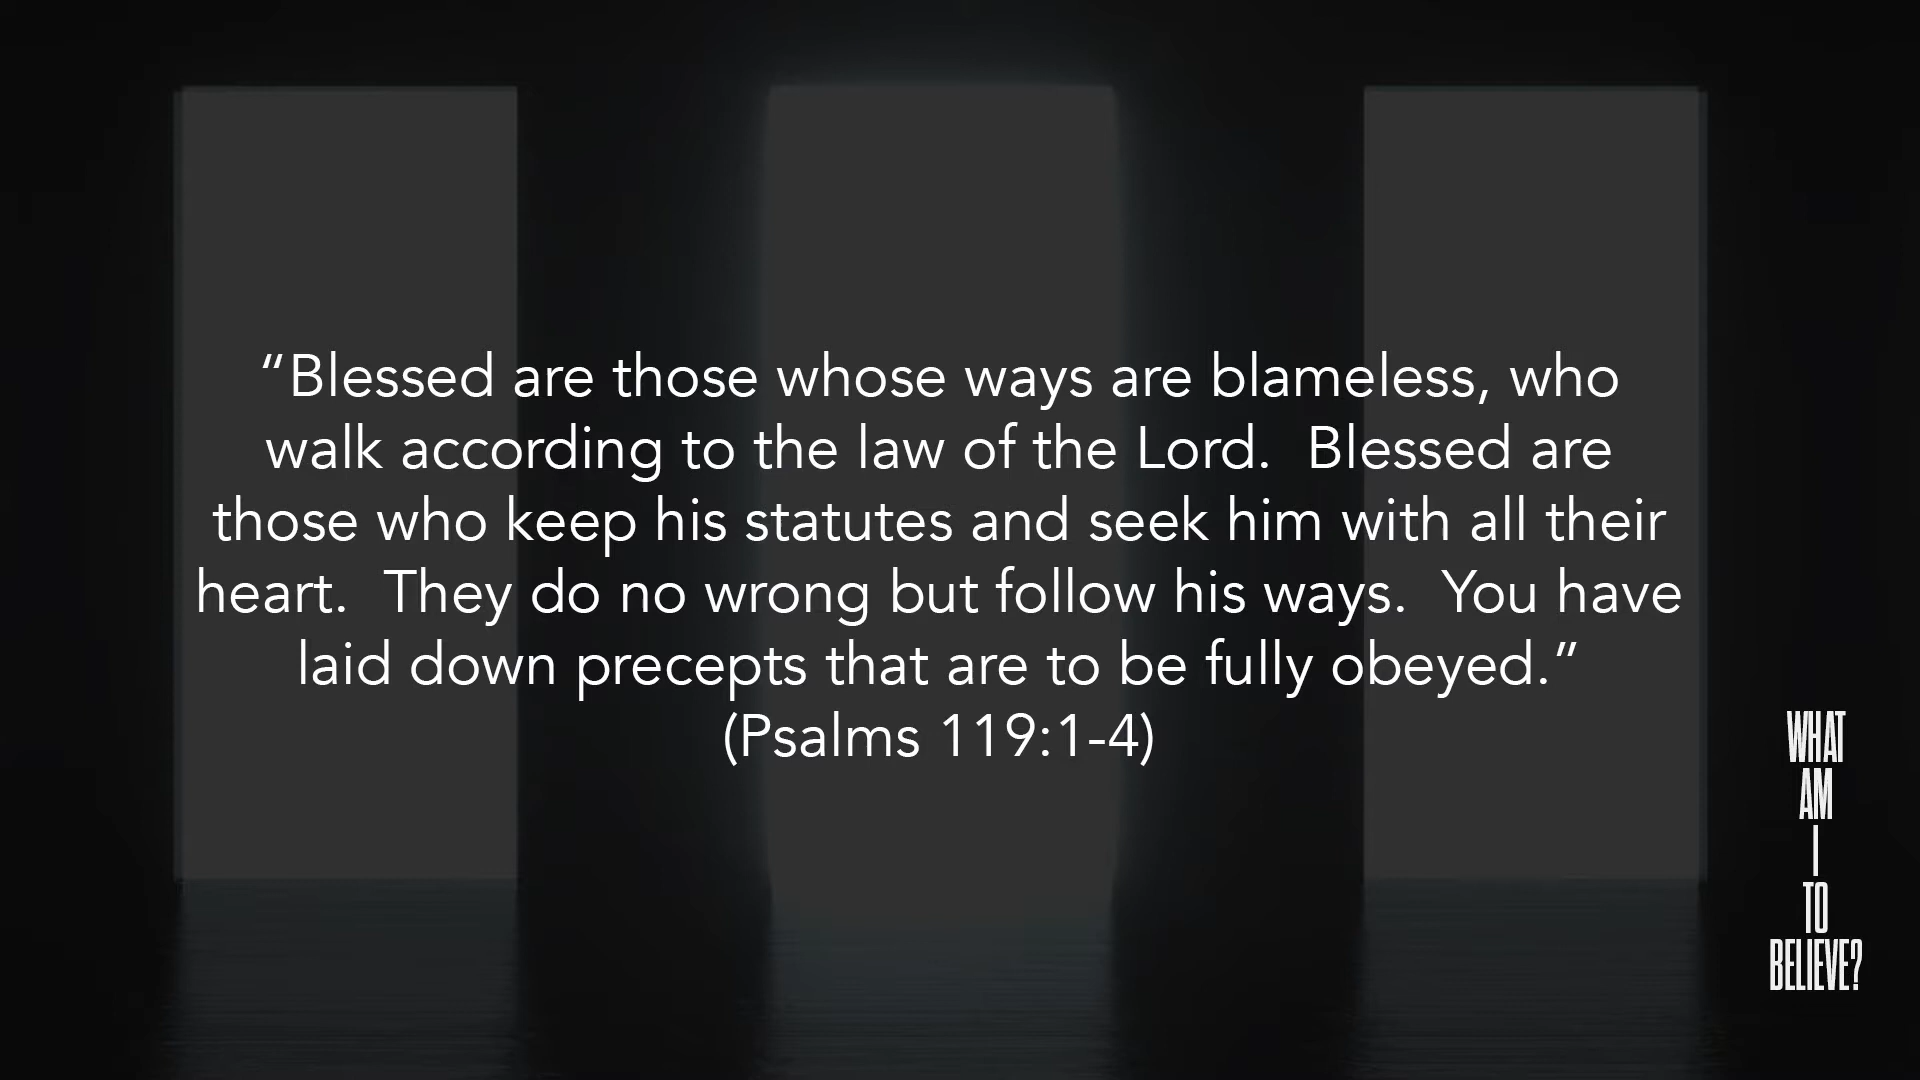 “Blessed are those whose ways are blameless, who
walk according to the law of the Lord.  Blessed are
those who keep his statutes and seek him with all their
heart.  They do no wrong but follow his ways.  You have
laid down precepts that are to be fully obeyed.”
(Psalms 119:1-4)
WHAT
AM
I
TO
BELIEVE?